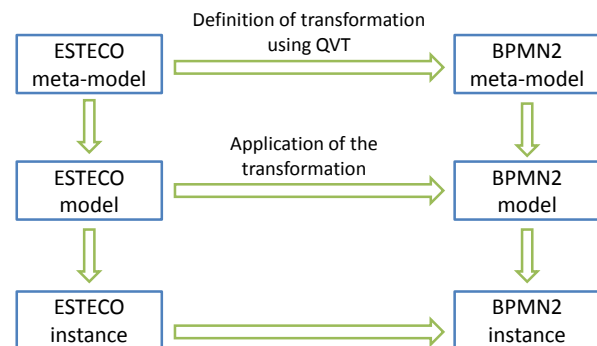 Definition of transformation
using QVT
ESTECO
meta-model
BPMN2
meta-model
Application of the
transformation
ESTECO
model
BPMN2
model
ESTECO
instance
BPMN2
instance